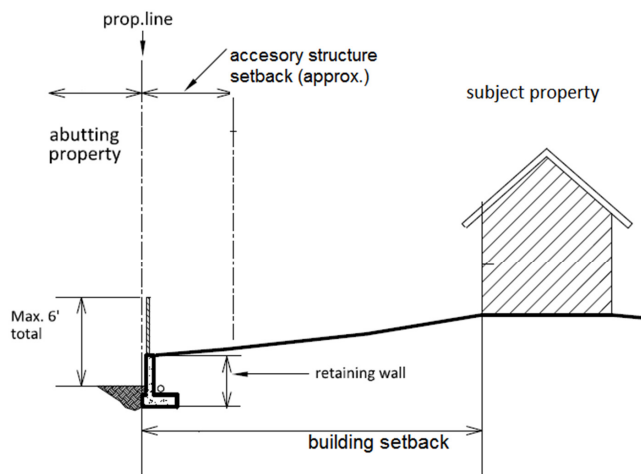 prop.line
accesory structure
setback (approx.)
subject property
abutting
property
Max. 6'
total
retaining wall
building setback